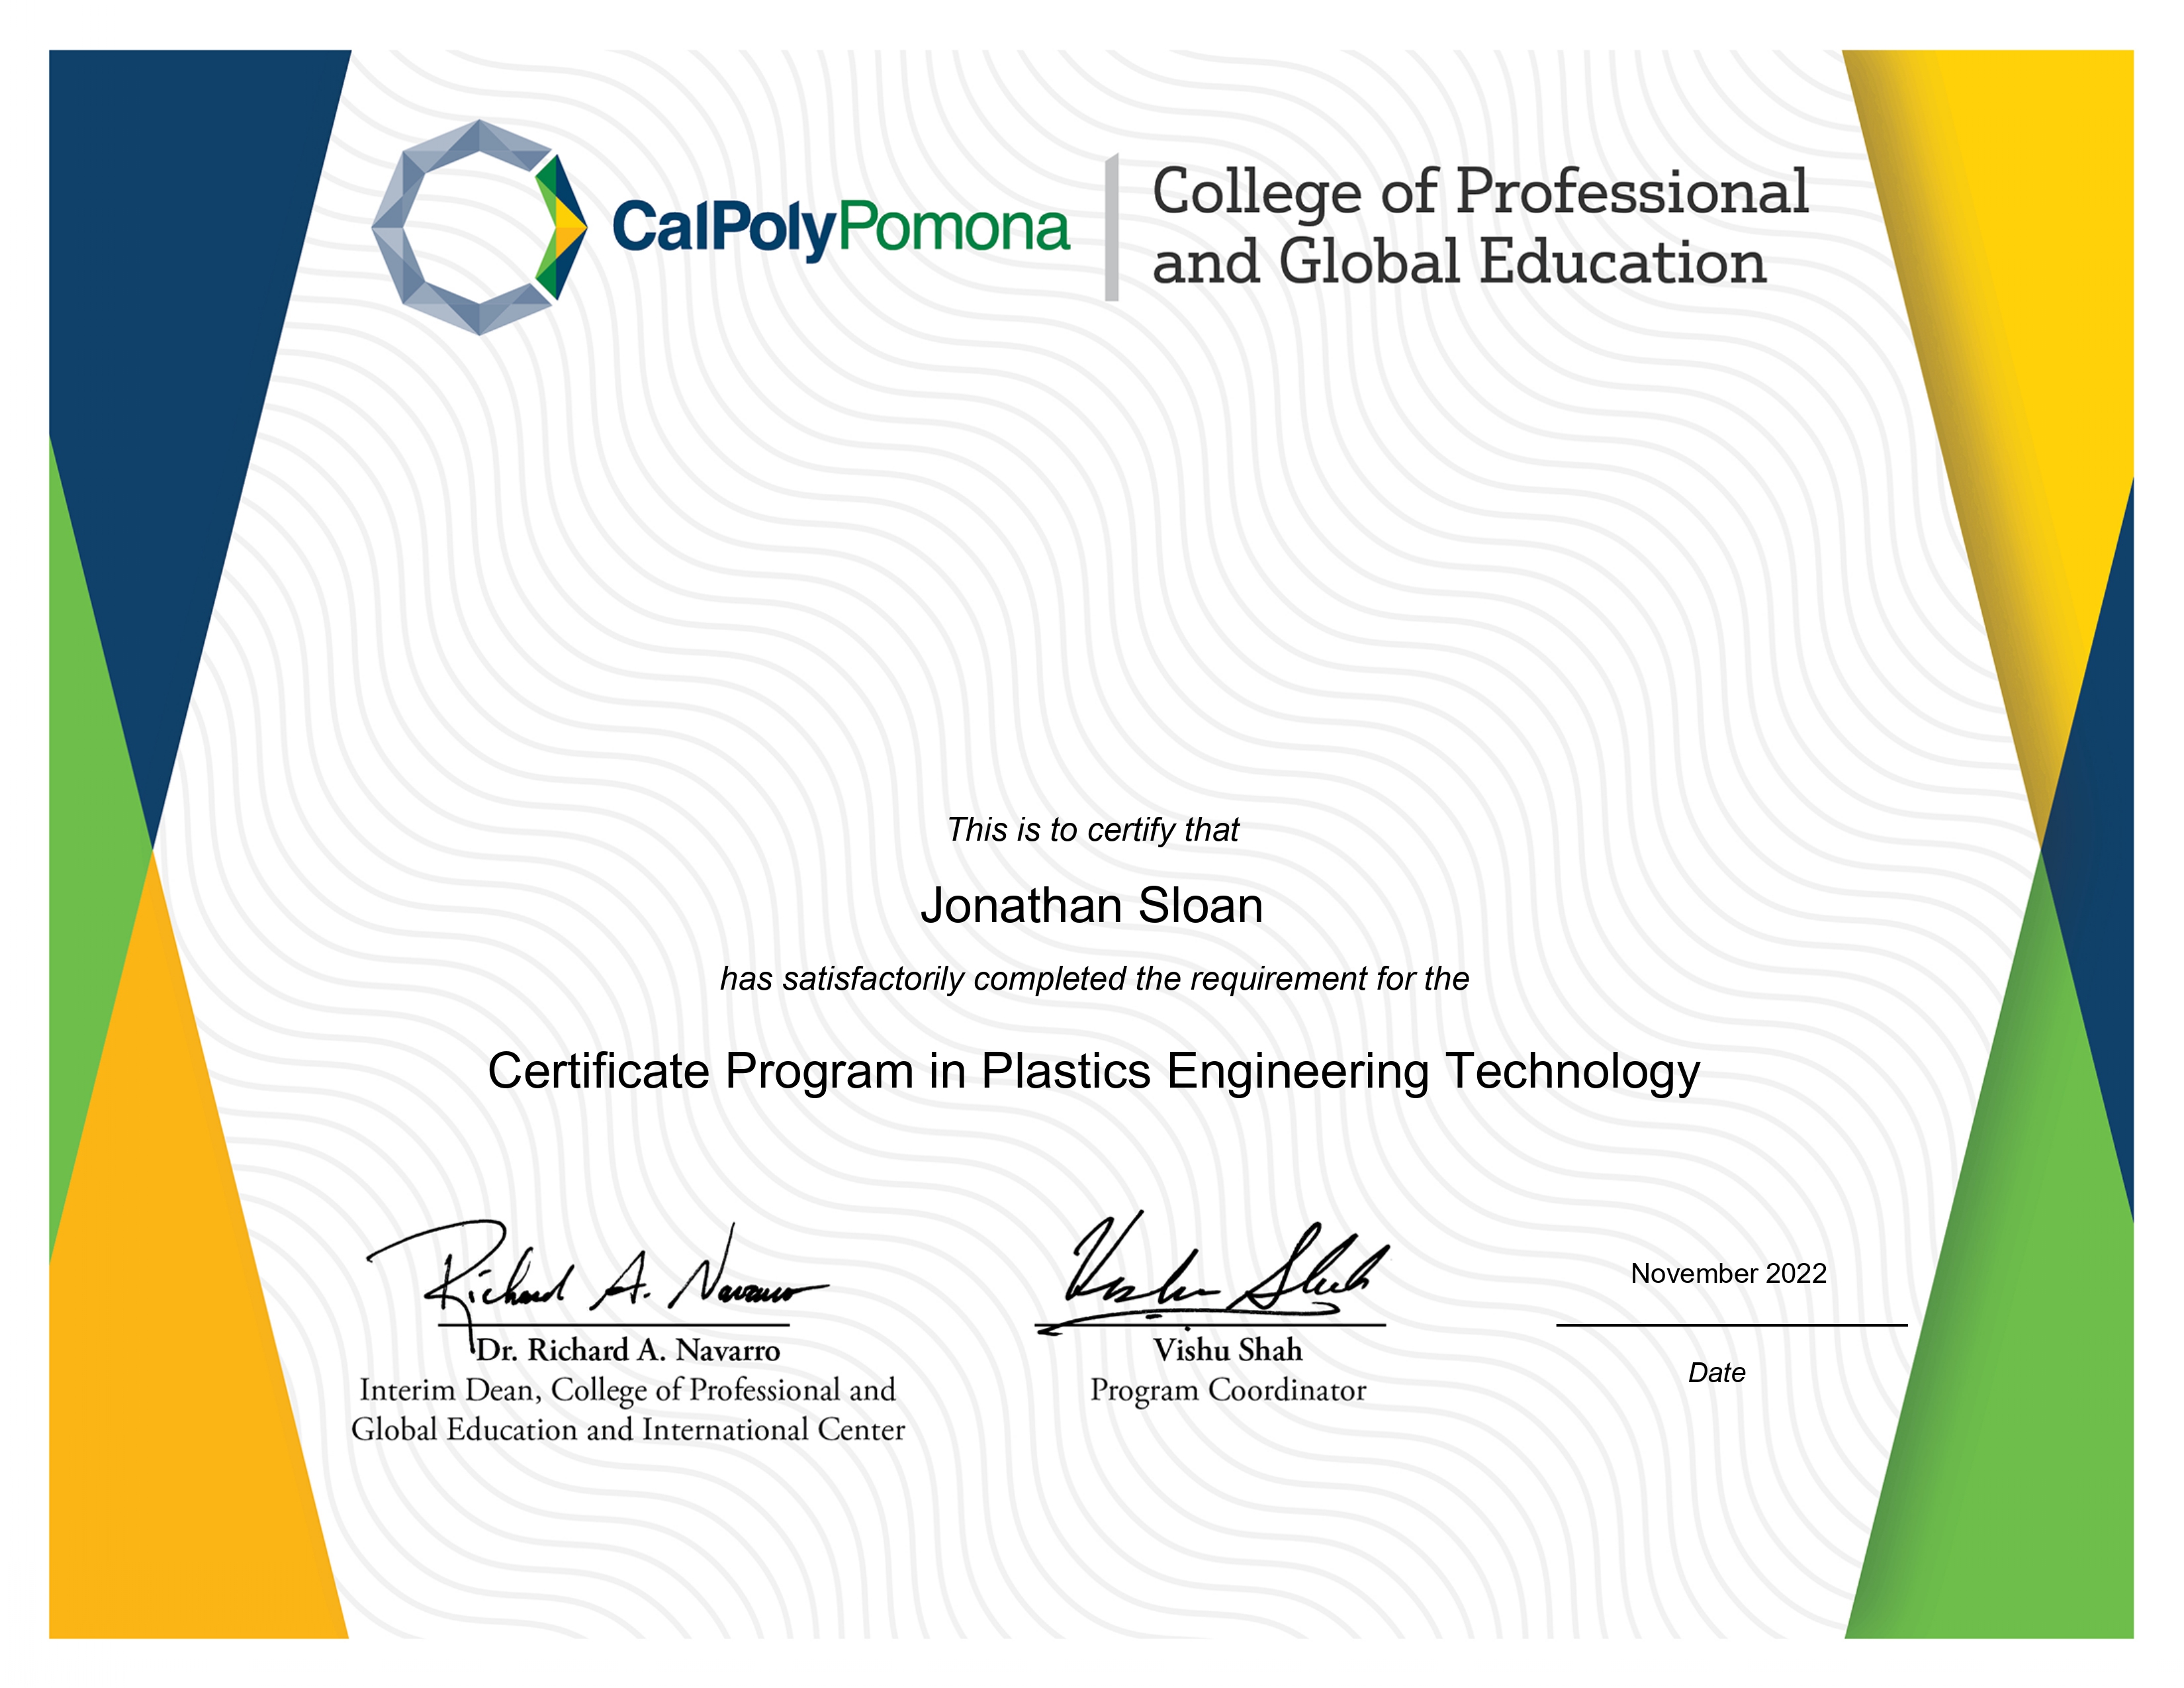 CalPolyPomona
College of Professional
and Global Education
This is to certify that
Jonathan Sloan
has satisfactorily completed the requirement for the
Certificate Program in Plastics Engineering Technology
Richard A. Navarro
Dr. Richard A. Navarro
Interim Dean, College of Professional and
Global Education and International Center
Vishu Shah
Vishu Shah
Program Coordinator
November 2022
Date